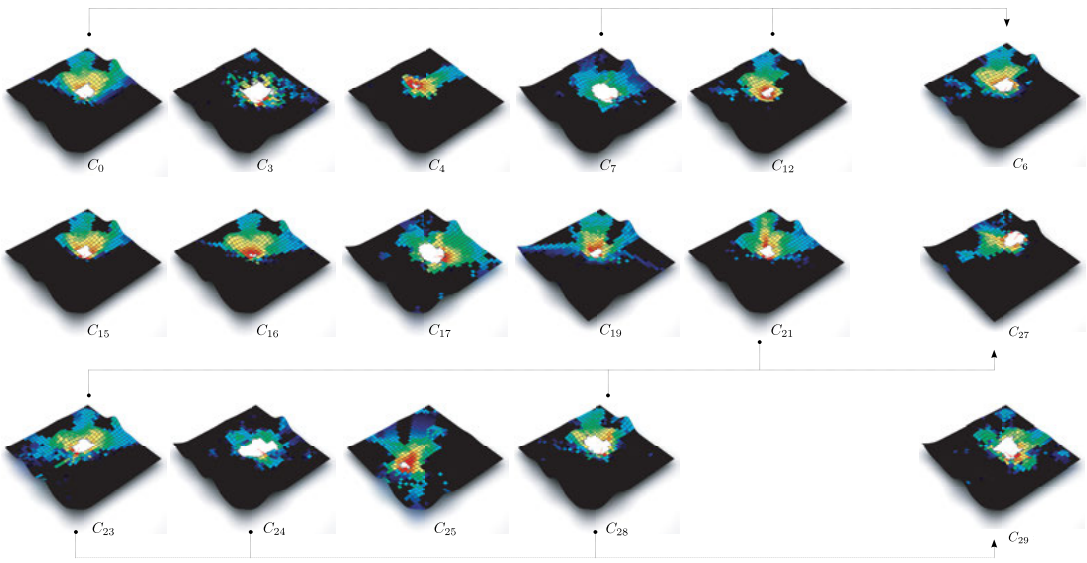 C₀ C₃ C₄ C₇ C₁₂ C₆
C₁₅ C₁₆ C₁₇ C₁₉ C₂₁ C₂₇
C₂₃ C₂₄ C₂₅ C₂₈ C₂₉